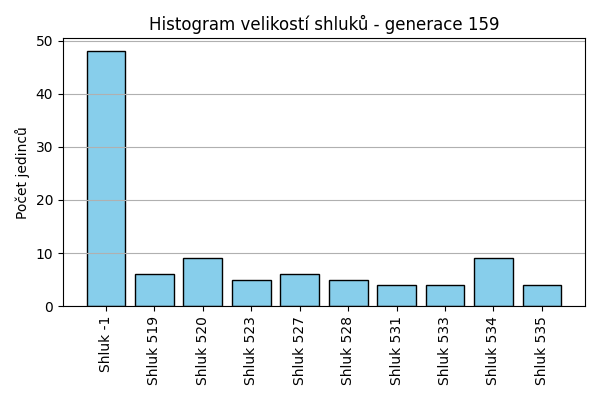 Histogram velikostí shluků - generace 159
Počet jedinců
50
40
30
20
10
0
Shluk -1
Shluk 519
Shluk 520
Shluk 523
Shluk 527
Shluk 528
Shluk 531
Shluk 533
Shluk 534
Shluk 535